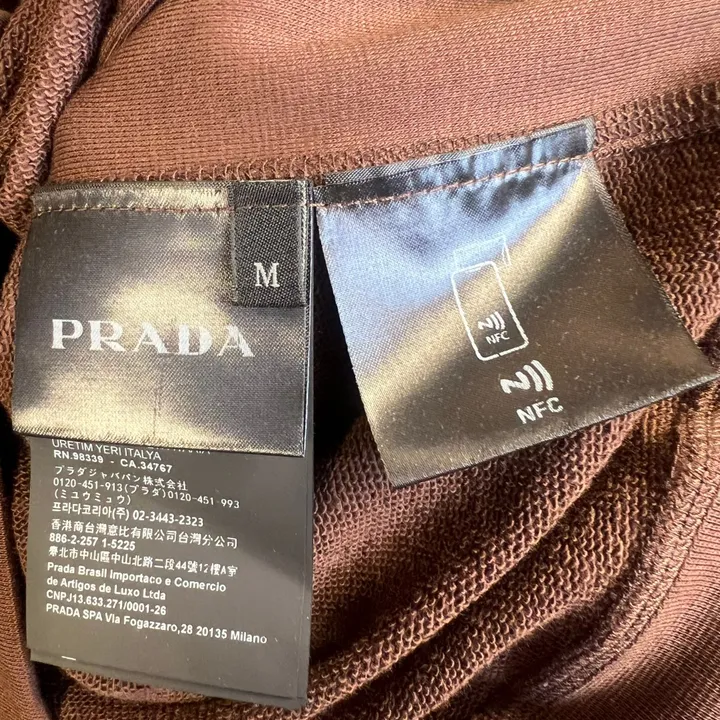 M
PRADA
NFC
NFC
URETIM YERI ITALYA
RN.98339 - CA.34767
プラダジャパバン株式会社
0120-451-913(プラダ)0120-451-993
(ミユウミュウ)
프라다코리아(주) 02-3443-2323
香港商台灣意比有限公司台灣分公司
886-2-257 1-5225
臺北市中山區中山北路二段44號12樓A室
Prada Brasil Importaco e Comercio
de Artigos de Luxo Ltda
CNPJ13.633.271/0001-26
PRADA SPA Via Fogazzaro,28 20135 Milano